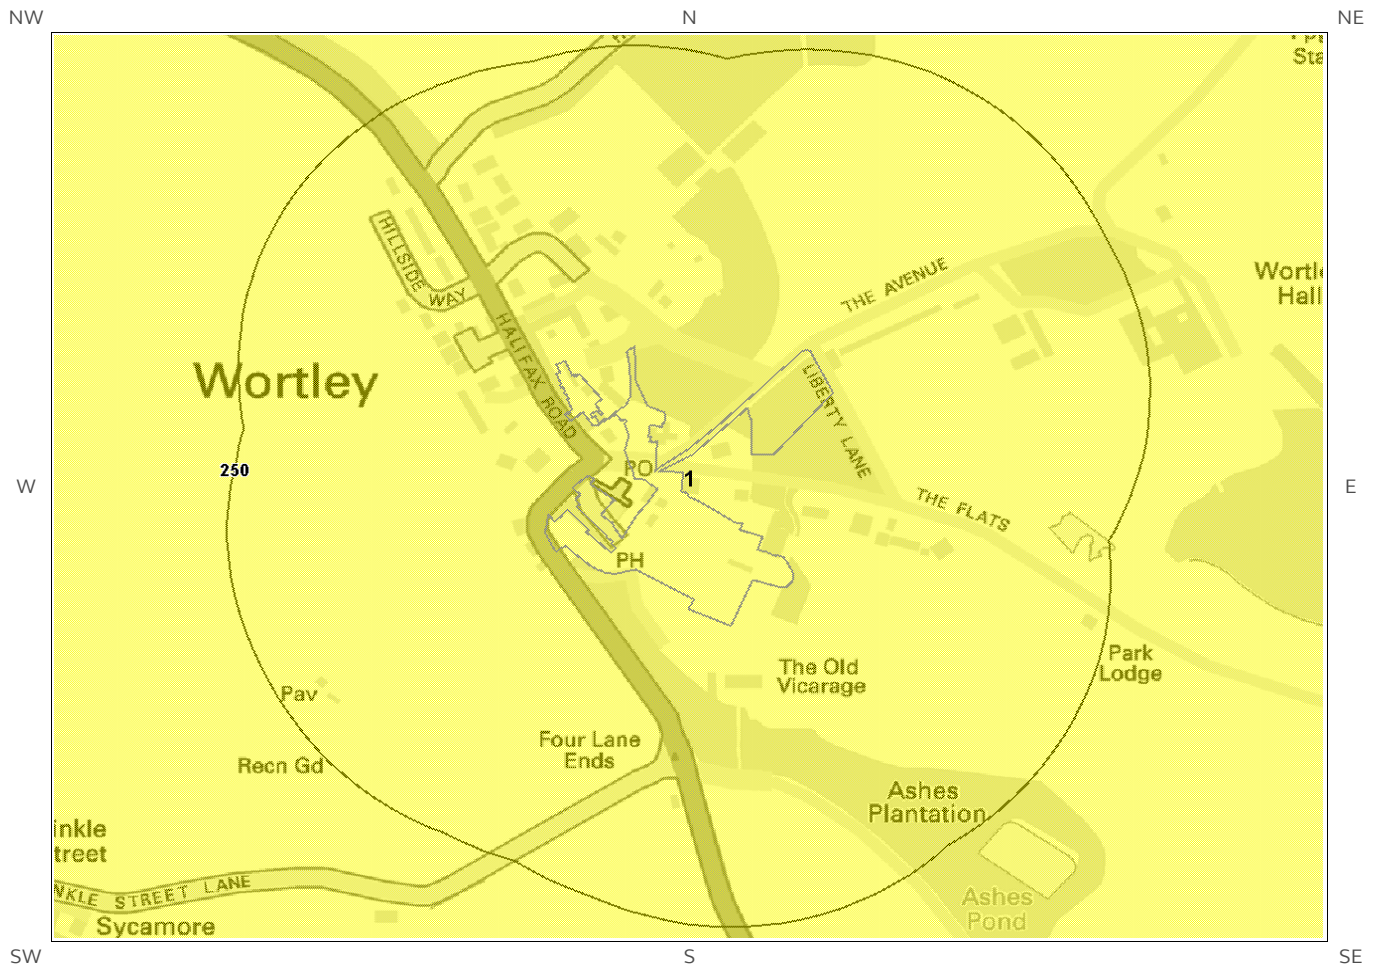 NW
N
NE
Sta
HILLSIDE
WAY
THE AVENUE
HALIFAX ROAD
Wortley
LIBERTY LANE
Hall
W
250
PO
1
THE FLATS
E
PH
The Old
Vicarage
Park
Lodge
Pav
Four Lane
Ends
Recn Gd
Ashes
Plantation
inkle
treet
NKLE STREET LANE
Sycamore
Ashes
Pond
SW
S
SE